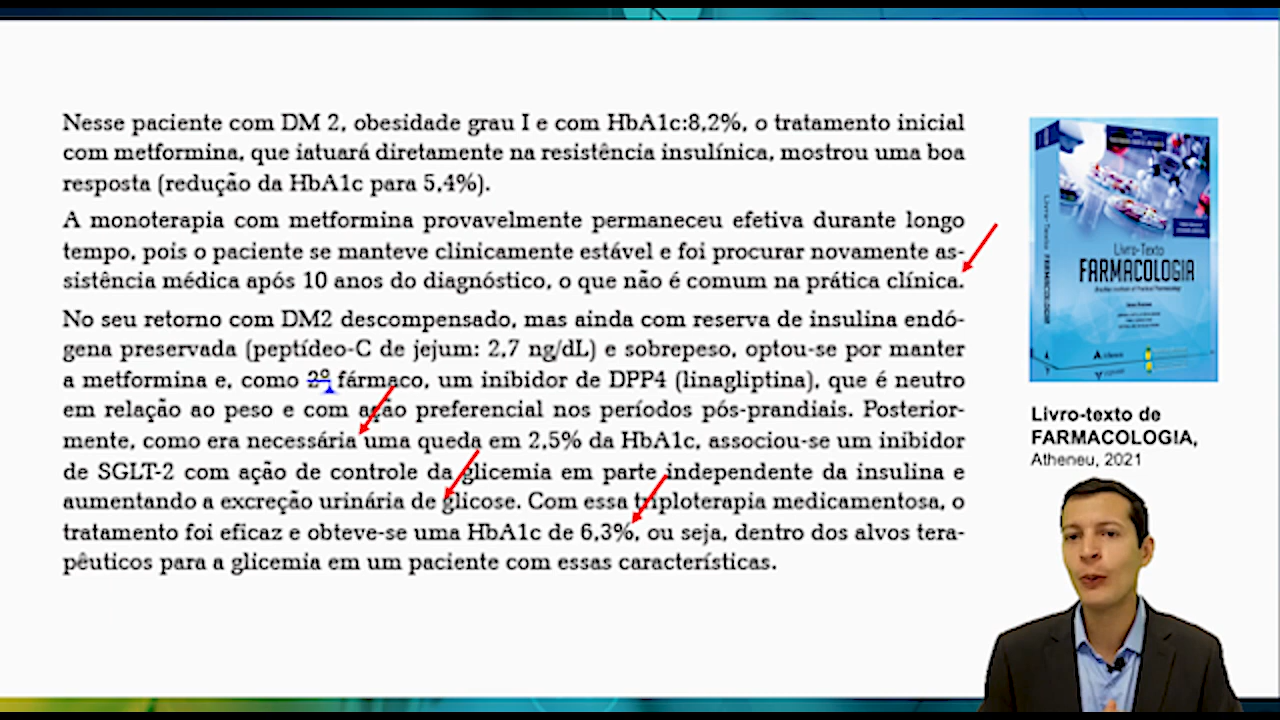 Nesse paciente com DM 2, obesidade grau I e com HbA1c:8,2%, o tratamento inicial
com metformina, que iatuará diretamente na resistência insulínica, mostrou uma boa
resposta (redução da HbA1c para 5,4%).
A monoterapia com metformina provavelmente permaneceu efetiva durante longo
tempo, pois o paciente se manteve clinicamente estável e foi procurar novamente as-
sistência médica após 10 anos do diagnóstico, o que não é comum na prática clínica.
No seu retorno com DM2 descompensado, mas ainda com reserva de insulina endó-
gena preservada (peptídeo-C de jejum: 2,7 ng/dL) e sobrepeso, optou-se por manter
a metformina e, como 2º fármaco, um inibidor de DPP4 (linagliptina), que é neutro
em relação ao peso e com ação preferencial nos períodos pós-prandiais. Posterior-
mente, como era necessária uma queda em 2,5% da HbA1c, associou-se um inibidor
de SGLT-2 com ação de controle da glicemia em parte independente da insulina e
aumentando a excreção urinária de glicose. Com essa triploterapia medicamentosa, o
tratamento foi eficaz e obteve-se uma HbA1c de 6,3%, ou seja, dentro dos alvos tera-
pêuticos para a glicemia em um paciente com essas características.
Livro-Texto
FARMACOLOGIA
Atheneu
Livro-Texto FARMACOLOGIA
Livro-texto de
FARMACOLOGIA,
Atheneu, 2021